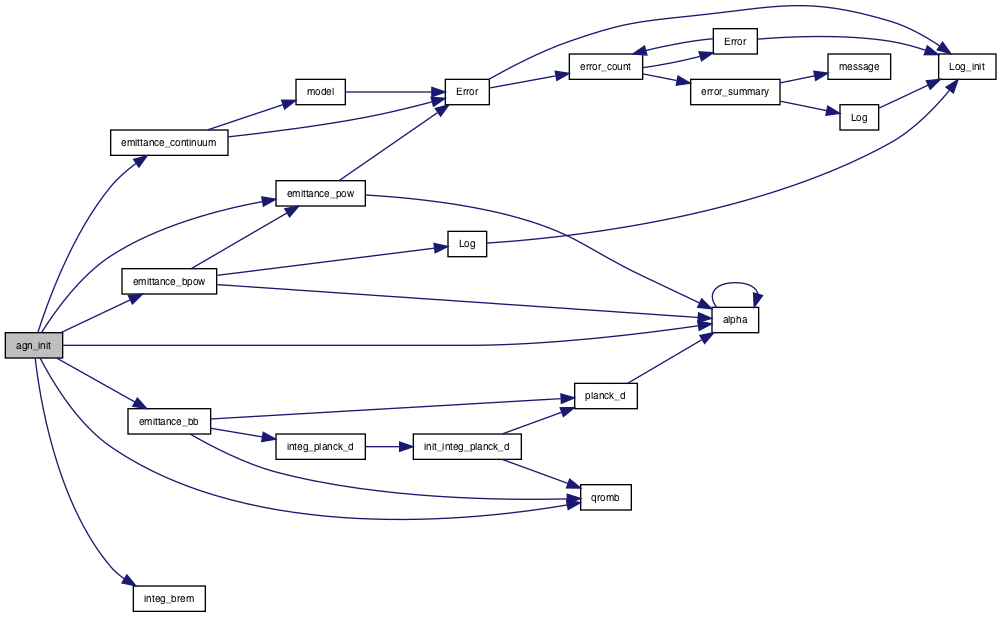 agn_init
emittance_continuum
model
Error
error_count
Error
error_summary
message
Log
Log_init
emittance_pow
emittance_bpow
Log
alpha
emittance_bb
integ_planck_d
init_integ_planck_d
planck_d
qromb
integ_brem